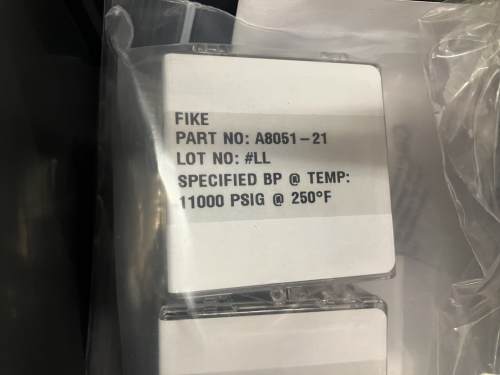 FIKE
PART NO: A8051-21
LOT NO: #LL
SPECIFIED BP @ TEMP:
11000 PSIG @ 250°F